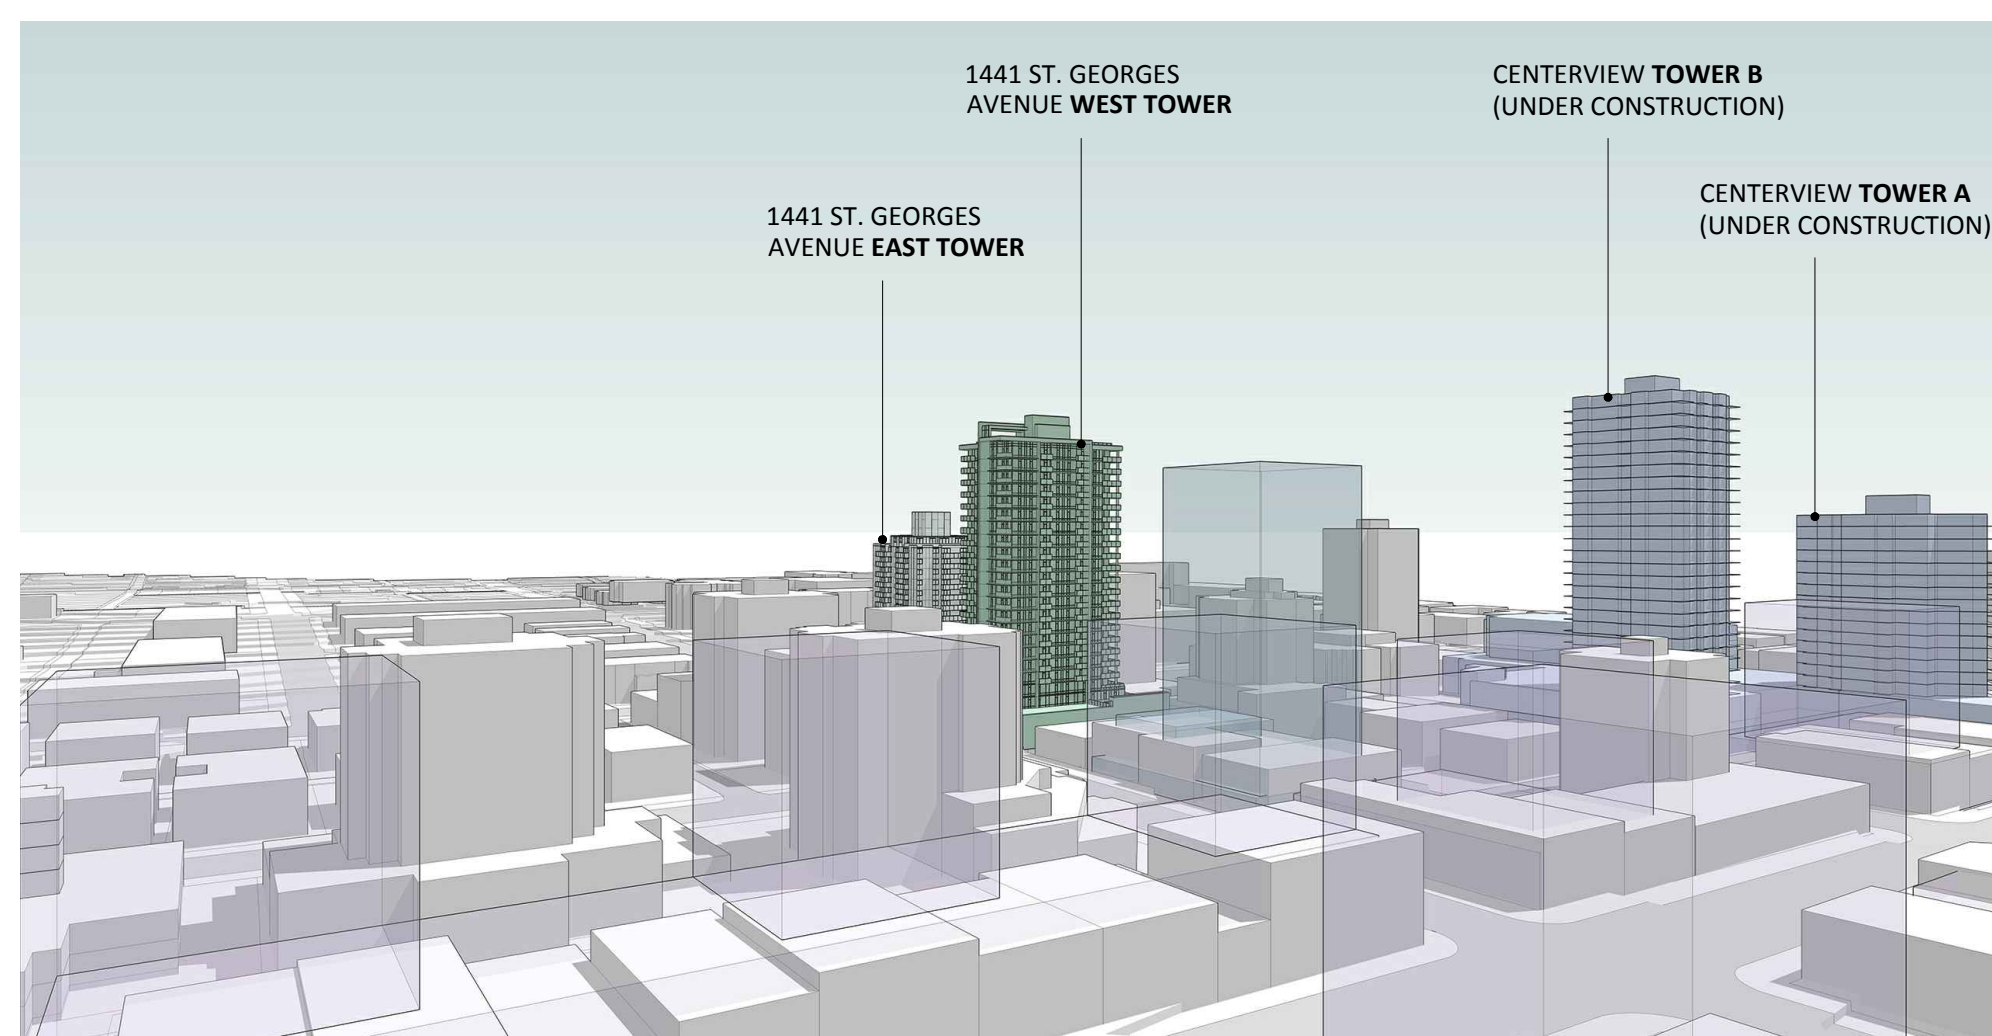 1441 ST. GEORGES
AVENUE WEST TOWER
CENTERVIEW TOWER B
(UNDER CONSTRUCTION)
CENTERVIEW TOWER A
(UNDER CONSTRUCTION)
1441 ST. GEORGES
AVENUE EAST TOWER